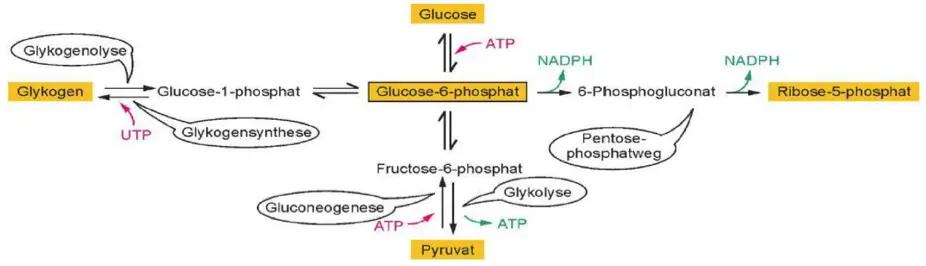 Glucose
ATP
Glykogenolyse
NADPH
NADPH
Glykogen
Glucose-1-phosphat
Glucose-6-phosphat
6-Phosphogluconat
Ribose-5-phosphat
UTP
Glykogensynthese
Pentose-
phosphatweg
Fructose-6-phosphat
Gluconeogenese
Glykolyse
ATP
ATP
Pyruvat